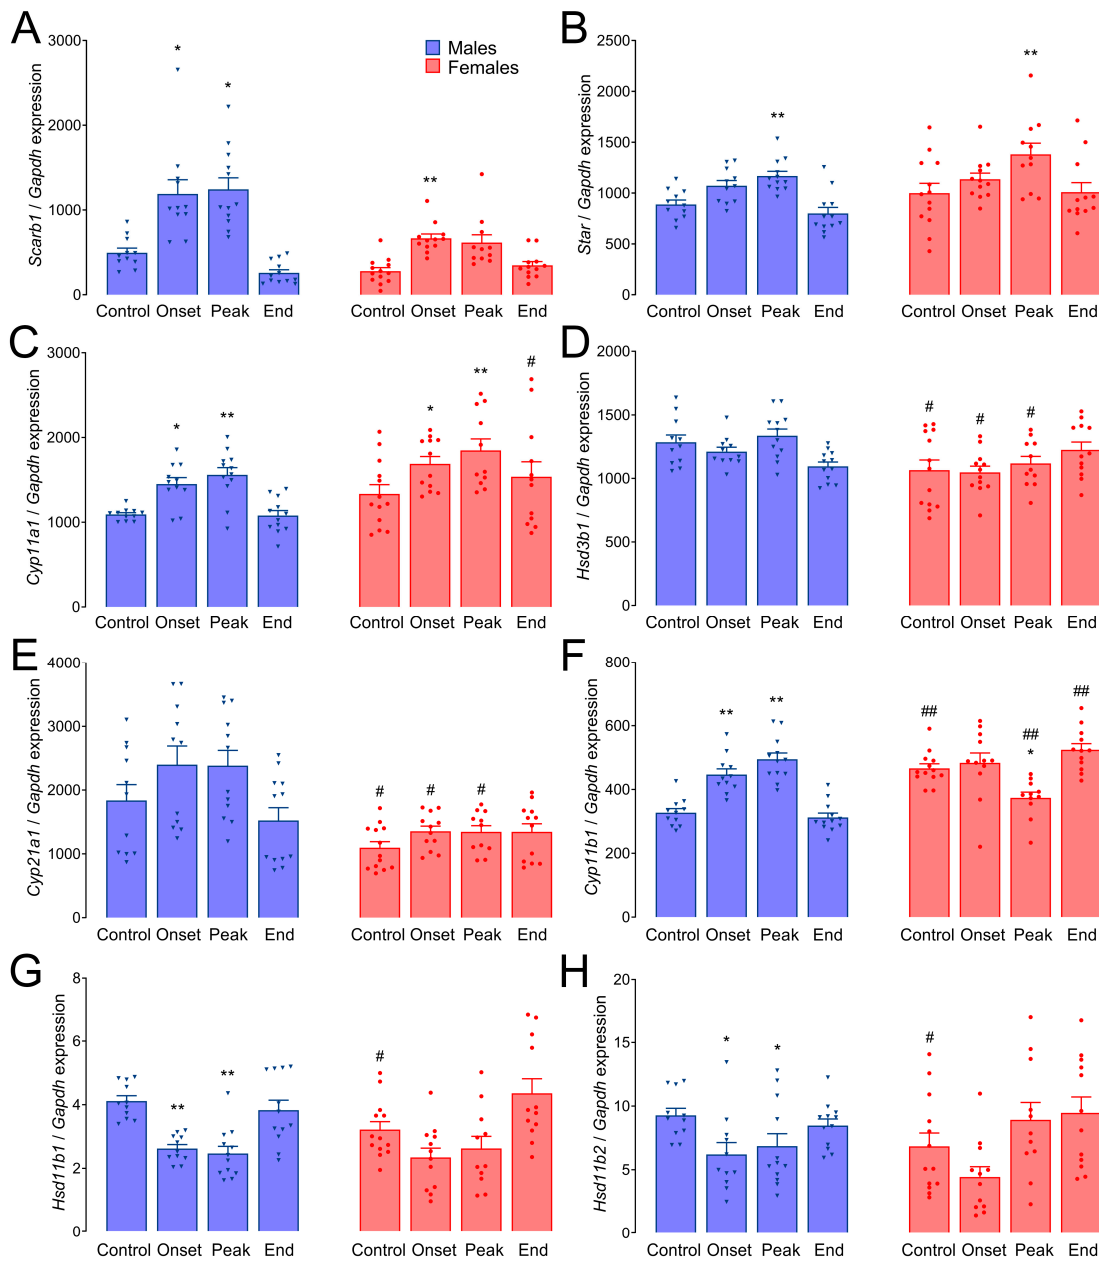 A
Scarb1 / Gapdh expression
3000
2000
1000
0
*
*
**
Males
Females
Control Onset Peak End
Control Onset Peak End
B
Star / Gapdh expression
2500
2000
1500
1000
500
0
**
**
Control Onset Peak End
Control Onset Peak End
C
Cyp11a1 / Gapdh expression
3000
2000
1000
0
*
**
*
**
#
Control Onset Peak End
Control Onset Peak End
D
Hsd3b1 / Gapdh expression
2000
1500
1000
500
0
#
#
#
Control Onset Peak End
Control Onset Peak End
E
Cyp21a1 / Gapdh expression
4000
3000
2000
1000
0
#
#
#
Control Onset Peak End
Control Onset Peak End
F
Cyp11b1 / Gapdh expression
800
600
400
200
0
**
**
##
##
*
##
Control Onset Peak End
Control Onset Peak End
G
Hsd11b1 / Gapdh expression
8
6
4
2
0
**
**
#
Control Onset Peak End
Control Onset Peak End
H
Hsd11b2 / Gapdh expression
20
15
10
5
0
*
*
#
Control Onset Peak End
Control Onset Peak End